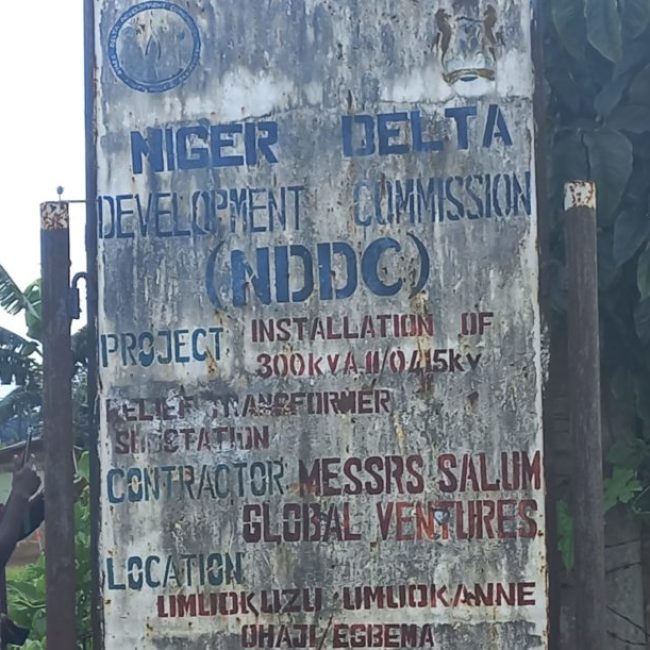 NIGER DELTA
DEVELOPMENT COMMISSION
(NDDC)
PROJECT INSTALLATION OF
300KVA.11/0.415kv
RELIEF TRANSFORMER
SUBSTATION
CONTRACTOR MESSRS SALUM
GLOBAL VENTURES
LOCATION
UMUOKUZU UMUOKANNE
OHAJI/EGBEMA